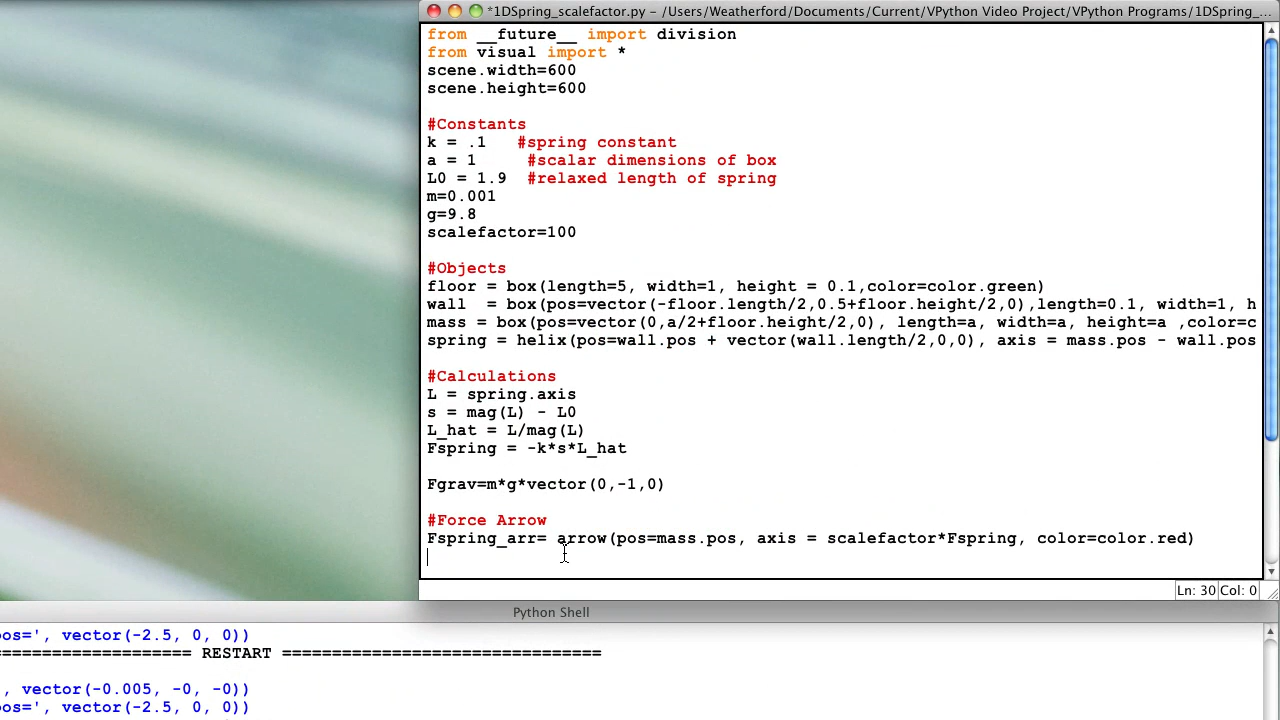 *1DSpring_scalefactor.py – /Users/Weatherford/Documents/Current/VPython Video Project/VPython Programs/1DSpring_...
from __future__ import division
from visual import *
scene.width=600
scene.height=600
#Constants
k = .1   #spring constant
a = 1     #scalar dimensions of box
L0 = 1.9  #relaxed length of spring
m=0.001
g=9.8
scalefactor=100
#Objects
floor = box(length=5, width=1, height = 0.1,color=color.green)
wall  = box(pos=vector(-floor.length/2,0.5+floor.height/2,0),length=0.1, width=1, h
mass = box(pos=vector(0,a/2+floor.height/2,0), length=a, width=a, height=a ,color=c
spring = helix(pos=wall.pos + vector(wall.length/2,0,0), axis = mass.pos - wall.pos
#Calculations
L = spring.axis
s = mag(L) - L0
L_hat = L/mag(L)
Fspring = -k*s*L_hat
Fgrav=m*g*vector(0,-1,0)
#Force Arrow
Fspring_arr= arrow(pos=mass.pos, axis = scalefactor*Fspring, color=color.red)
Ln: 30 Col: 0
Python Shell
pos=', vector(-2.5, 0, 0))
=================== RESTART ================================
, vector(-0.005, -0, -0))
pos=', vector(-2.5, 0, 0))